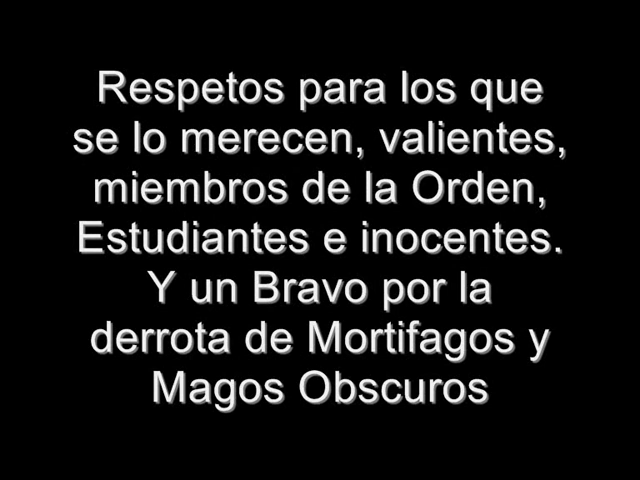 Respetos para los que
se lo merecen, valientes,
miembros de la Orden,
Estudiantes e inocentes.
Y un Bravo por la
derrota de Mortifagos y
Magos Obscuros